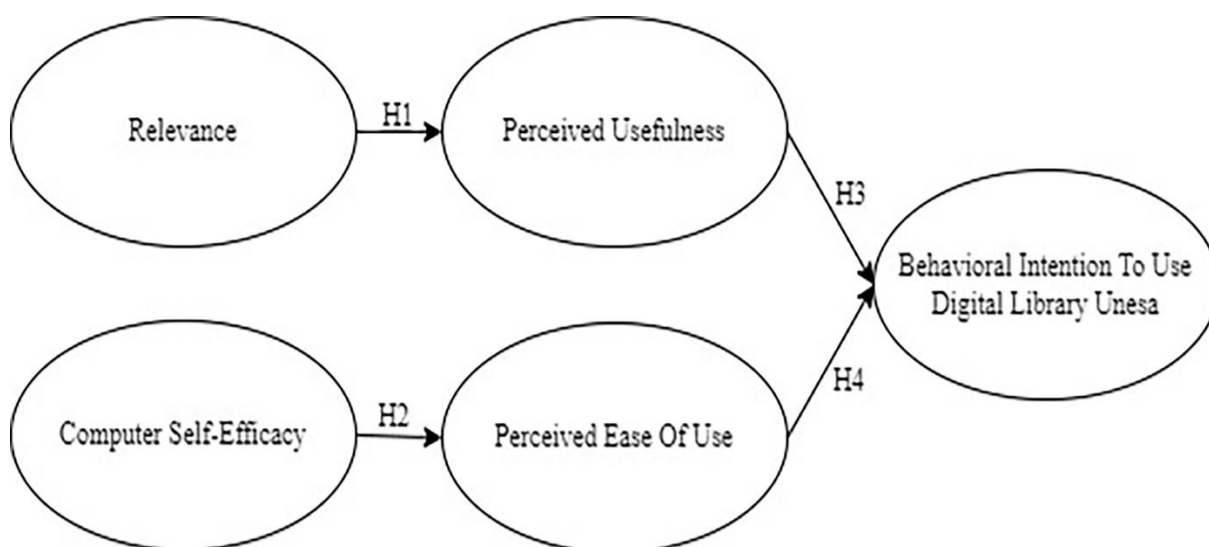 Relevance
H1
Perceived Usefulness
H3
Behavioral Intention To Use
Digital Library Unesa
Computer Self-Efficacy
H2
Perceived Ease Of Use
H4